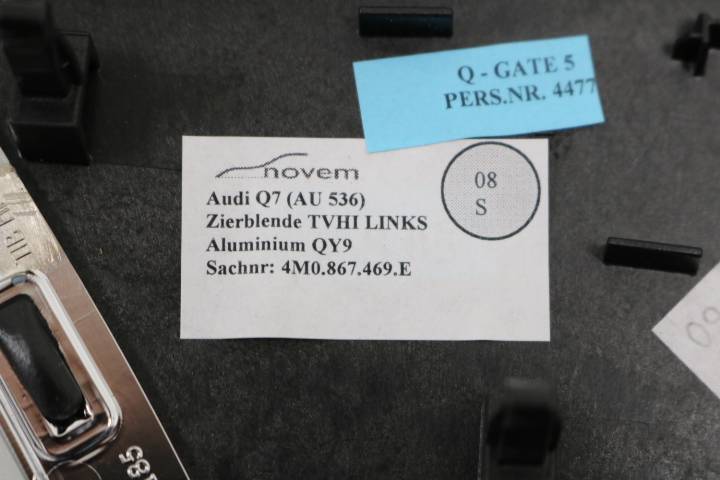 Q - GATE 5
PERS.NR. 4477
novem
08
S
Audi Q7 (AU 536)
Zierblende TVHI LINKS
Aluminium QY9
Sachnr: 4M0.867.469.E